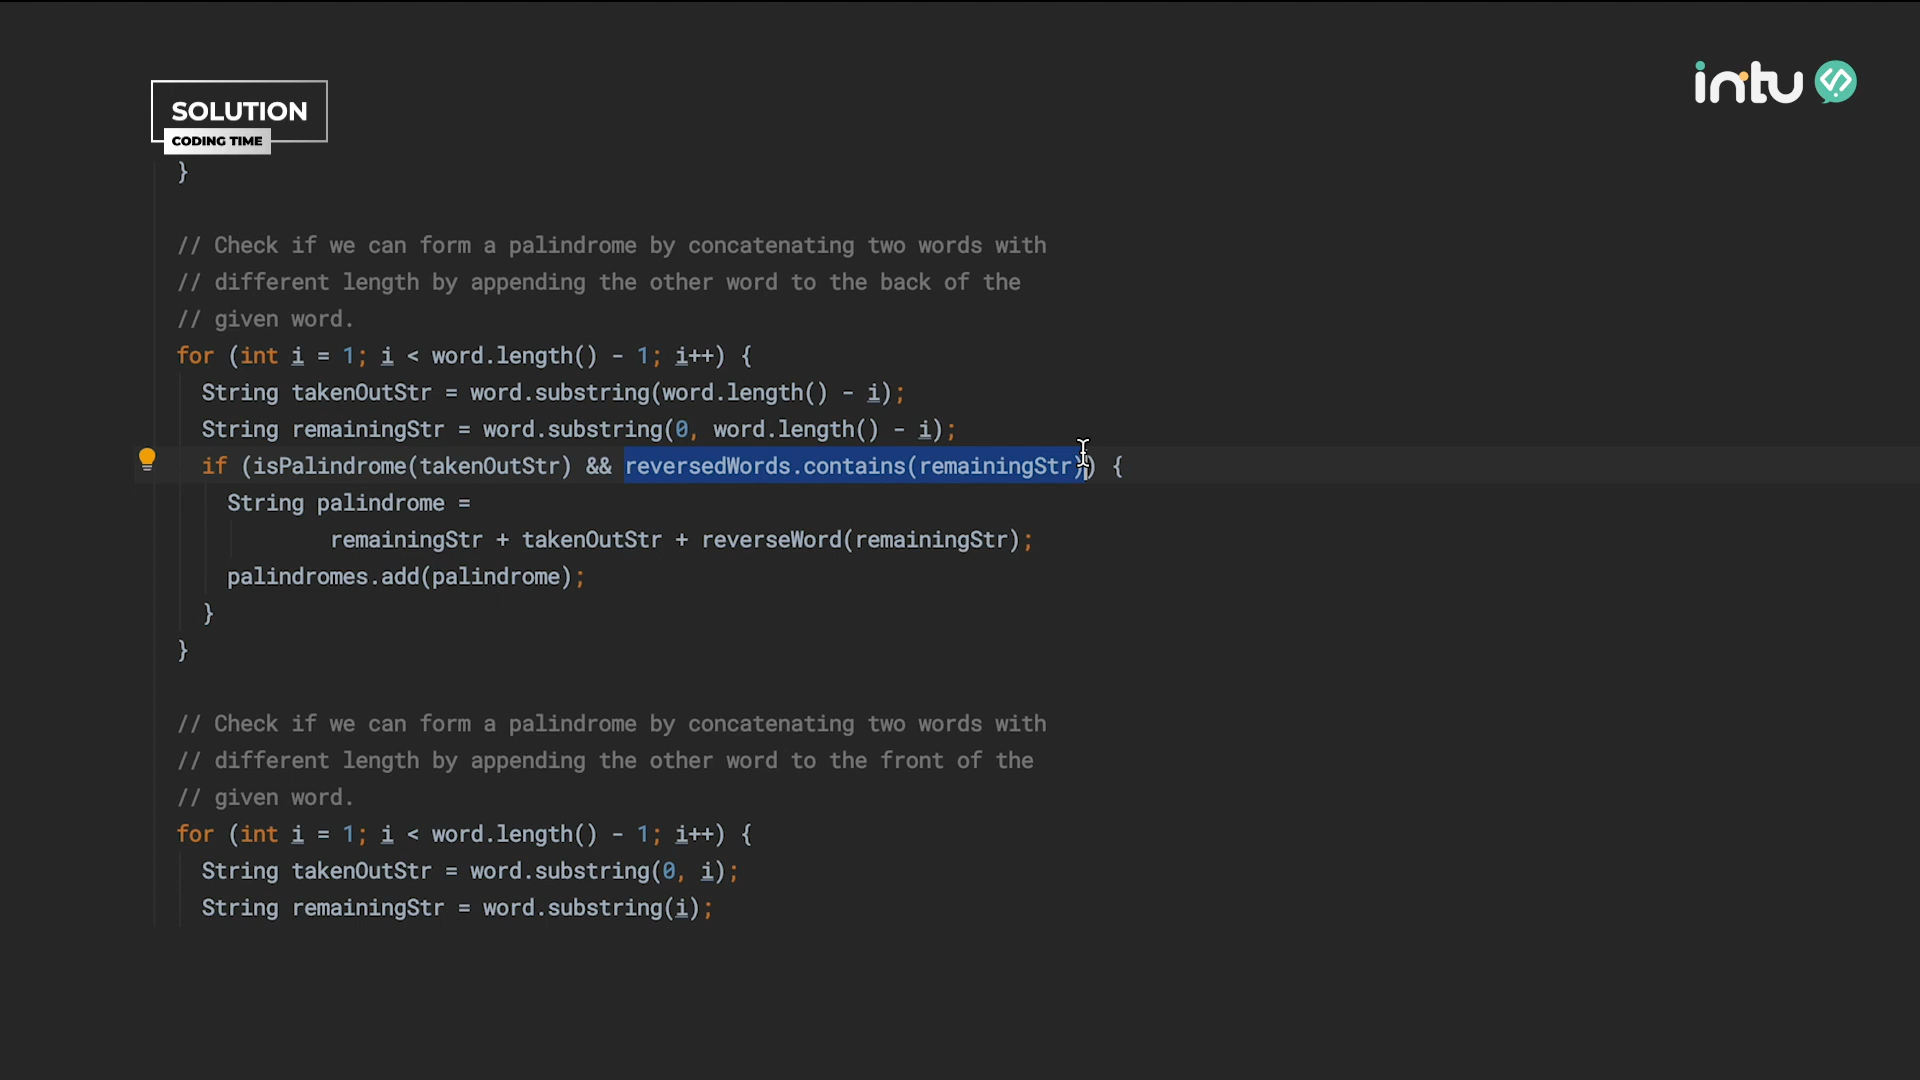 SOLUTION
CODING TIME
intu
}
// Check if we can form a palindrome by concatenating two words with
// different length by appending the other word to the back of the
// given word.
for (int i = 1; i < word.length() - 1; i++) {
String takenOutStr = word.substring(word.length() - i);
String remainingStr = word.substring(0, word.length() - i);
if (isPalindrome(takenOutStr) && reversedWords.contains(remainingStr)) {
String palindrome =
remainingStr + takenOutStr + reverseWord(remainingStr);
palindromes.add(palindrome);
}
}
// Check if we can form a palindrome by concatenating two words with
// different length by appending the other word to the front of the
// given word.
for (int i = 1; i < word.length() - 1; i++) {
String takenOutStr = word.substring(0, i);
String remainingStr = word.substring(i);